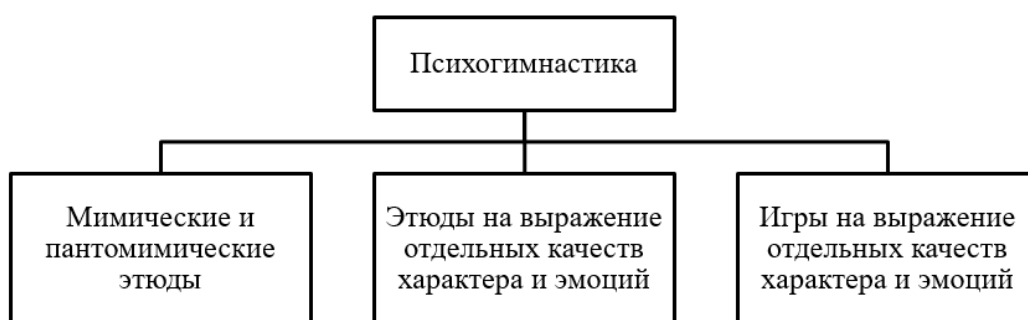 Психогимнастика
Мимические и
пантомимические
этюды
Этюды на выражение
отдельных качеств
характера и эмоций
Игры на выражение
отдельных качеств
характера и эмоций